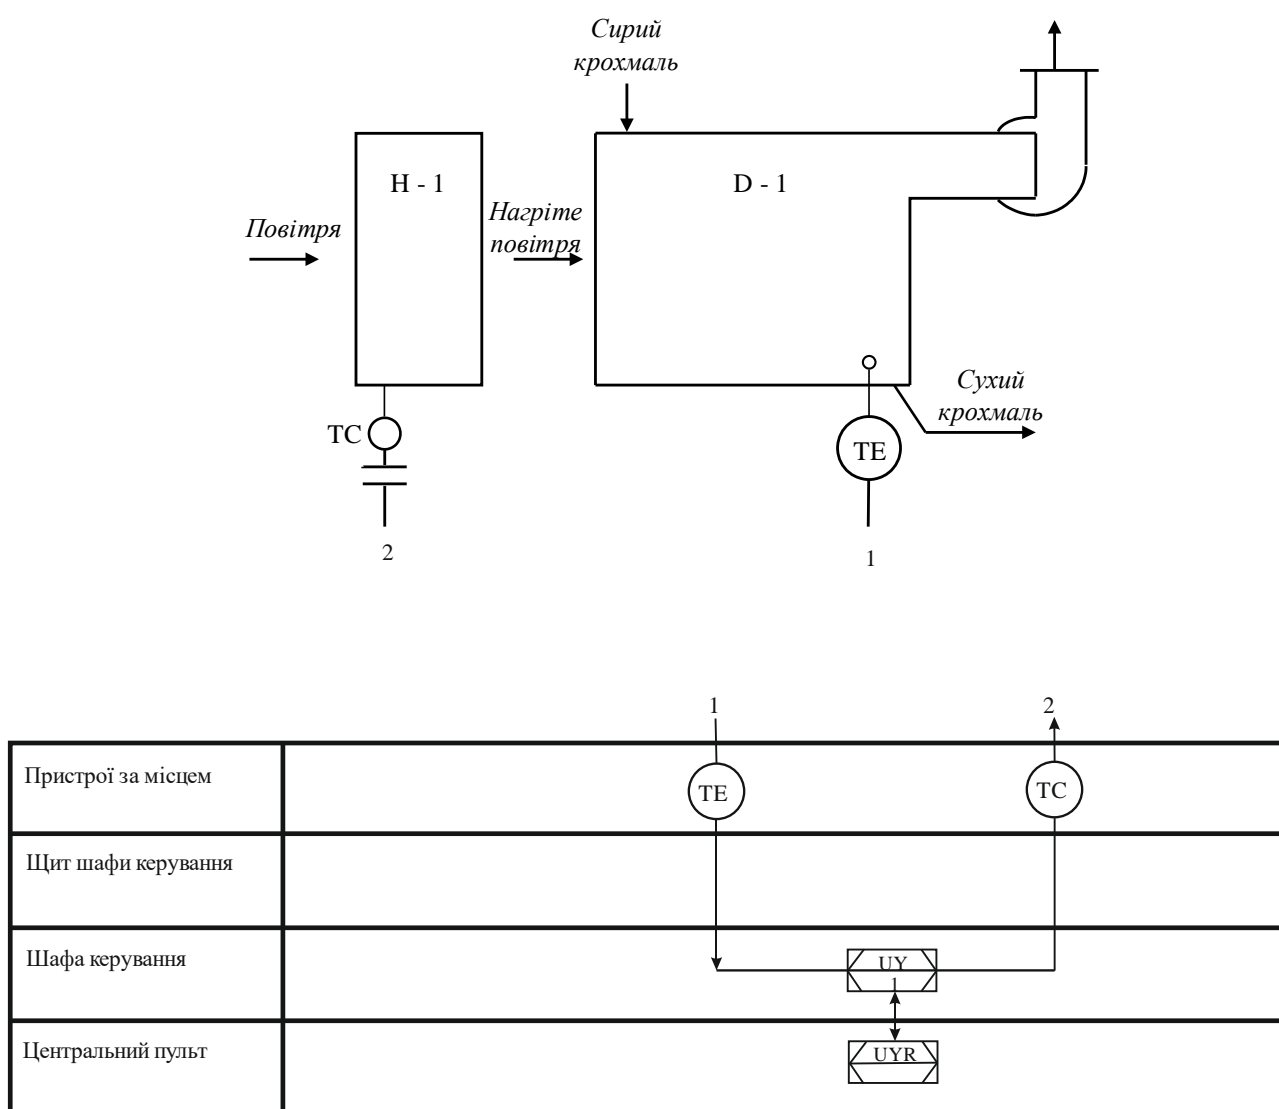 Сирий
крохмаль
H - 1
D - 1
Повітря
Нагріте
повітря
Сухий
крохмаль
TC
TE
2
1
1
2
Пристрої за місцем
TE
TC
Щит шафи керування
Шафа керування
UY
1
Центральний пульт
UYR